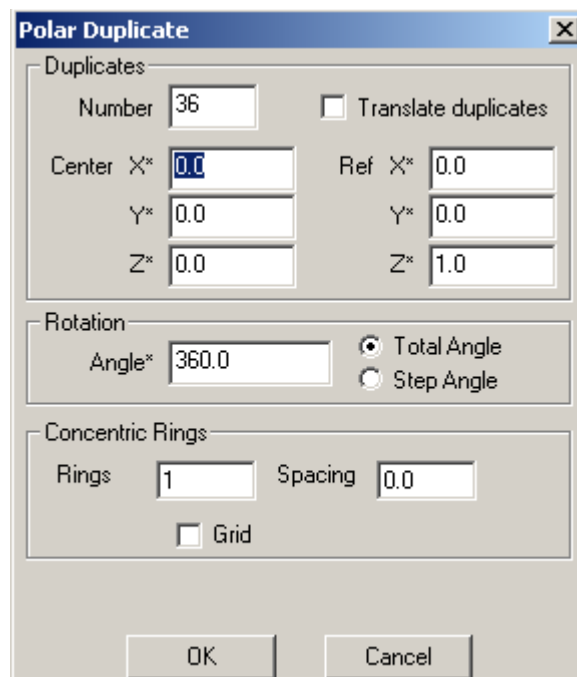 Polar Duplicate
Duplicates
Number 36 Translate duplicates
Center X* 0.0 Ref X* 0.0
Y* 0.0 Y* 0.0
Z* 0.0 Z* 1.0
Rotation
Angle* 360.0 Total Angle
Step Angle
Concentric Rings
Rings 1 Spacing 0.0
Grid
OK Cancel